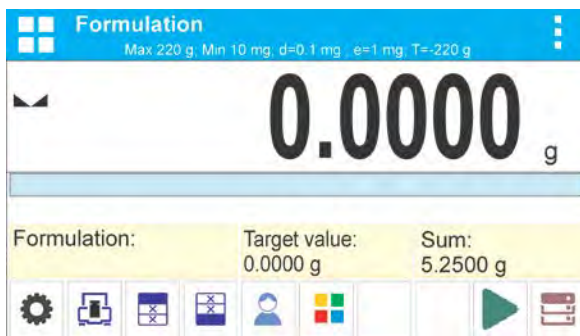 Formulation
Max 220 g; Min 10 mg; d=0.1 mg ; e=1 mg; T=-220 g
0.0000 g
Formulation: Target value: Sum:
0.0000 g 5.2500 g